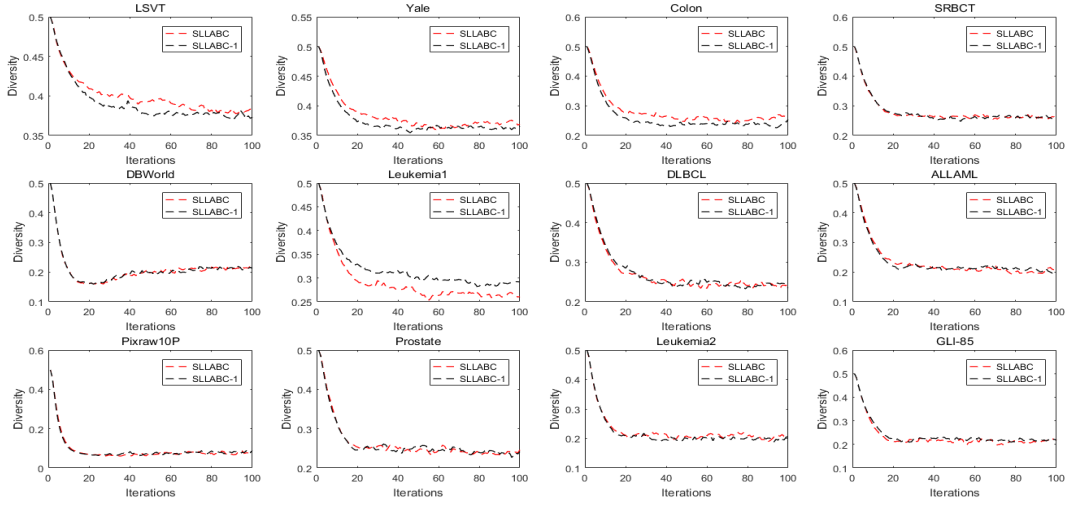 LSVT
0.5
0.45
0.4
0.35
Diversity
0 20 40 60 80 100
Iterations
SLLABC
SLLABC-1
Yale
0.55
0.5
0.45
0.4
0.35
Diversity
0 20 40 60 80 100
Iterations
SLLABC
SLLABC-1
Colon
0.6
0.5
0.4
0.3
0.2
Diversity
0 20 40 60 80 100
Iterations
SLLABC
SLLABC-1
SRBCT
0.6
0.5
0.4
0.3
0.2
Diversity
0 20 40 60 80 100
Iterations
SLLABC
SLLABC-1
DBWorld
0.5
0.4
0.3
0.2
0.1
Diversity
0 20 40 60 80 100
Iterations
SLLABC
SLLABC-1
Leukemia1
0.5
0.45
0.4
0.35
0.3
0.25
Diversity
0 20 40 60 80 100
Iterations
SLLABC
SLLABC-1
DLBCL
0.5
0.4
0.3
0.2
Diversity
0 20 40 60 80 100
Iterations
SLLABC
SLLABC-1
ALLAML
0.5
0.4
0.3
0.2
0.1
Diversity
0 20 40 60 80 100
Iterations
SLLABC
SLLABC-1
Pixraw10P
0.6
0.4
0.2
0
Diversity
0 20 40 60 80 100
Iterations
SLLABC
SLLABC-1
Prostate
0.5
0.4
0.3
0.2
Diversity
0 20 40 60 80 100
Iterations
SLLABC
SLLABC-1
Leukemia2
0.5
0.4
0.3
0.2
0.1
Diversity
0 20 40 60 80 100
Iterations
SLLABC
SLLABC-1
GLI-85
0.6
0.5
0.4
0.3
0.2
0.1
Diversity
0 20 40 60 80 100
Iterations
SLLABC
SLLABC-1